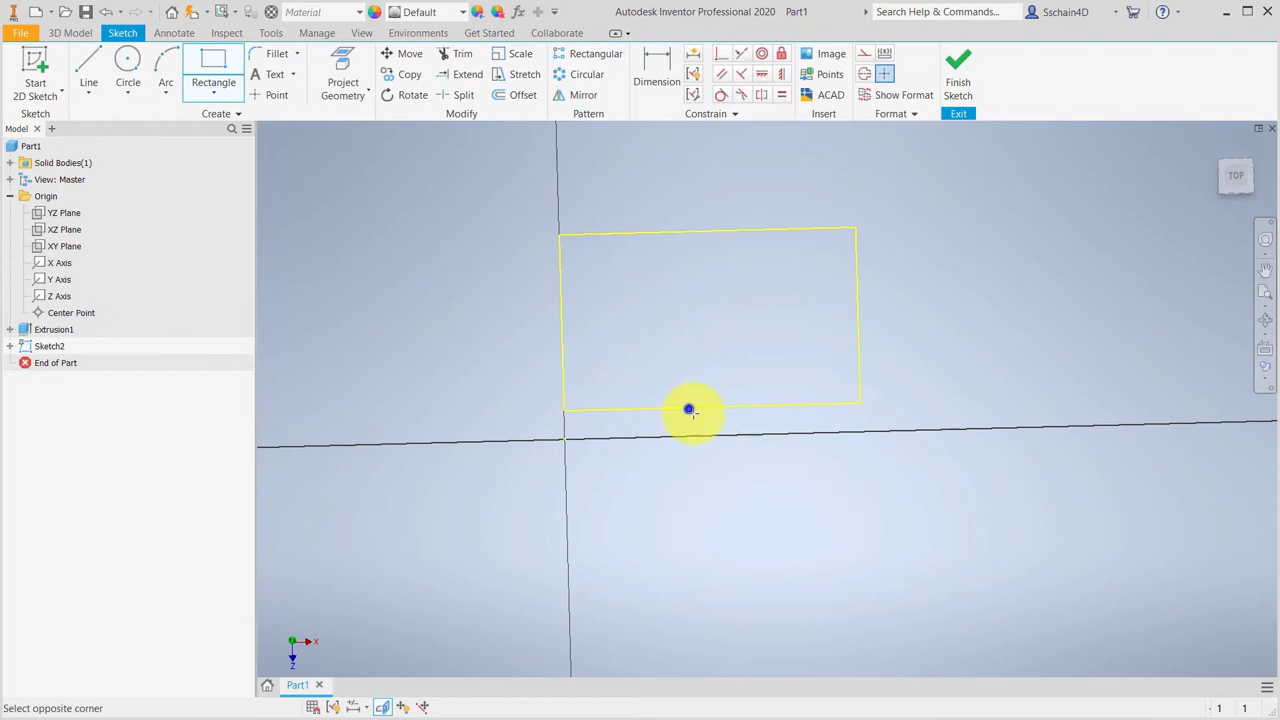 PRO
Material
Default
Autodesk Inventor Professional 2020 Part1
Search Help & Commands...
Sschain4D
File
3D Model
Sketch
Annotate
Inspect
Tools
Manage
View
Environments
Get Started
Collaborate
Start
2D Sketch
Line
Circle
Arc
Rectangle
Fillet
Text
Point
Project
Geometry
Move
Copy
Rotate
Trim
Extend
Split
Scale
Stretch
Offset
Rectangular
Circular
Mirror
Dimension
Image
Points
ACAD
Show Format
Finish
Sketch
Sketch
Create
Modify
Pattern
Constrain
Insert
Format
Exit
Model
Part1
Solid Bodies(1)
View: Master
Origin
YZ Plane
XZ Plane
XY Plane
X Axis
Y Axis
Z Axis
Center Point
Extrusion1
Sketch2
End of Part
TOP
X
Z
Part1
Select opposite corner
1 1